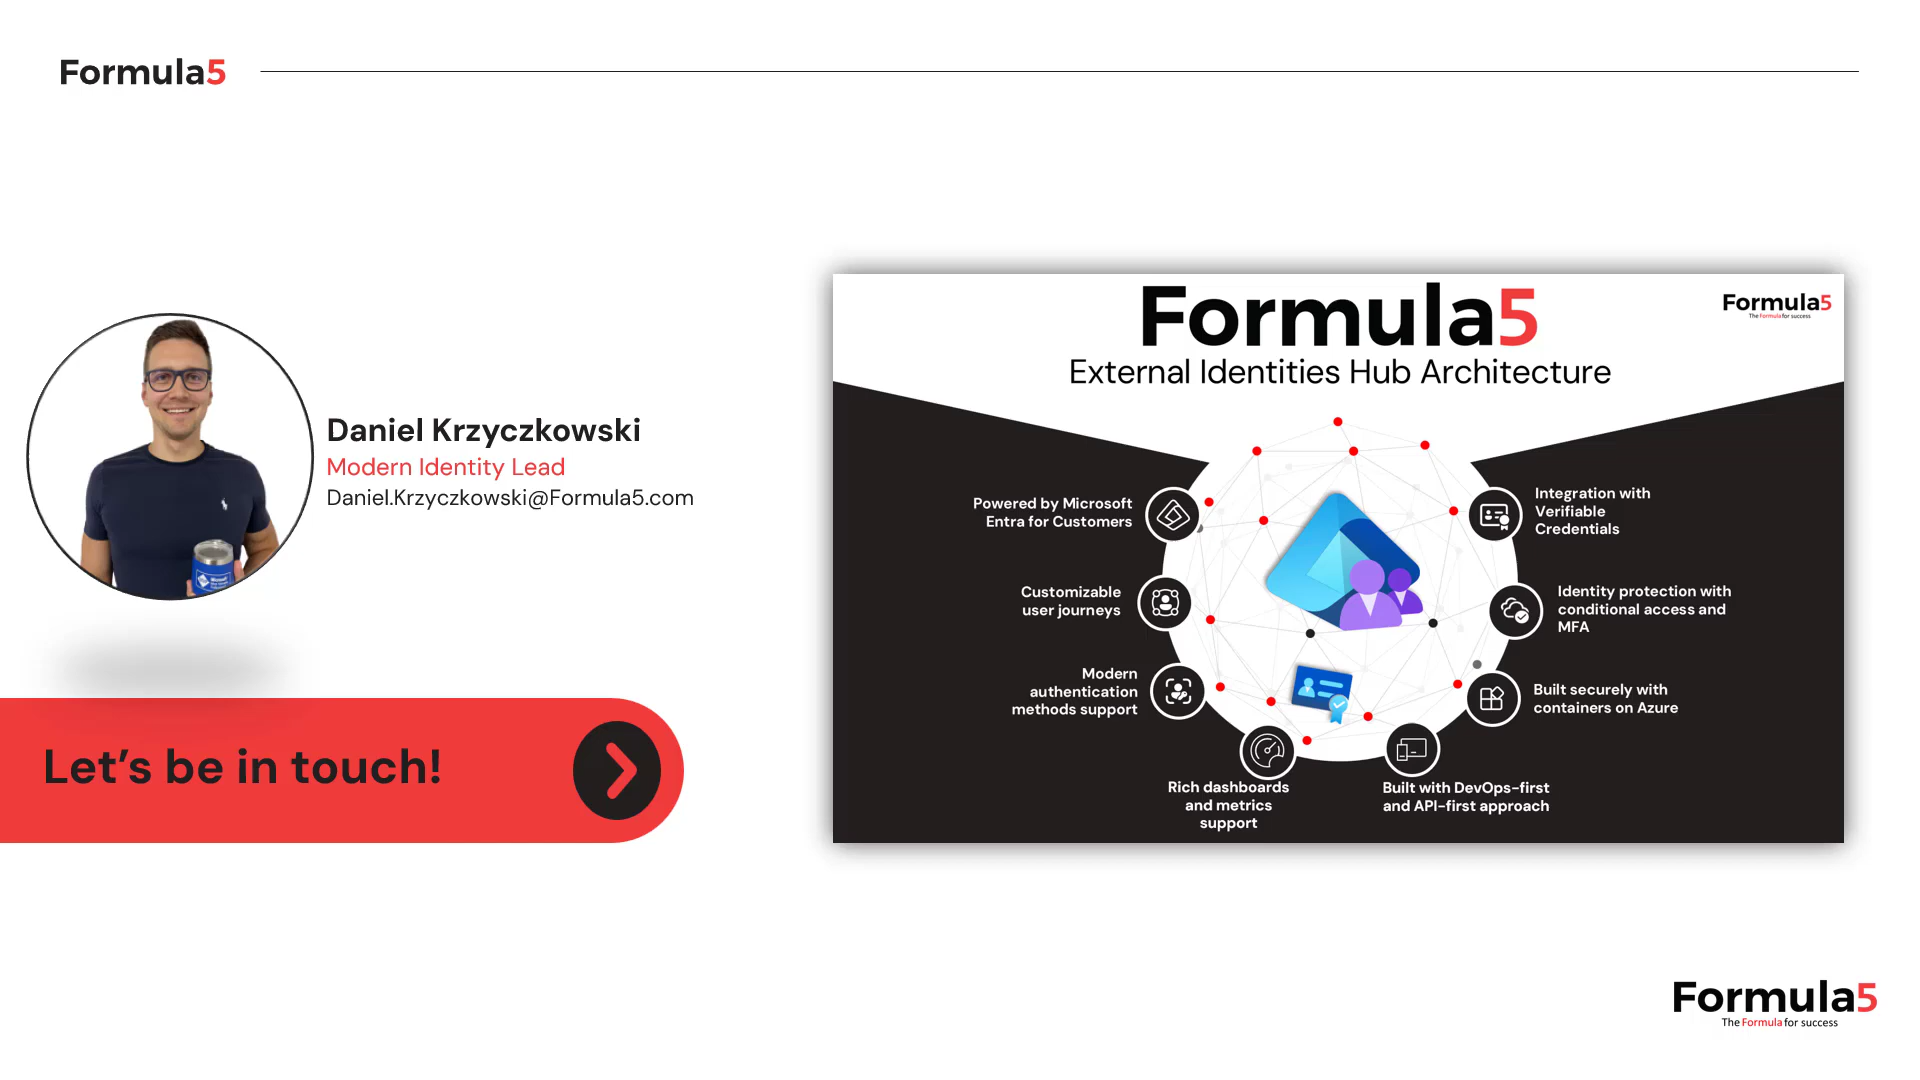 Formula5
Daniel Krzyczkowski
Modern Identity Lead
Daniel.Krzyczkowski@Formula5.com
Let's be in touch!
Formula5
External Identities Hub Architecture
Formula5
The Formula for success
Powered by Microsoft
Entra for Customers
Customizable
user journeys
Modern
authentication
methods support
Rich dashboards
and metrics
support
Integration with
Verifiable
Credentials
Identity protection with
conditional access and
MFA
Built securely with
containers on Azure
Built with DevOps-first
and API-first approach
Formula5
The Formula for success